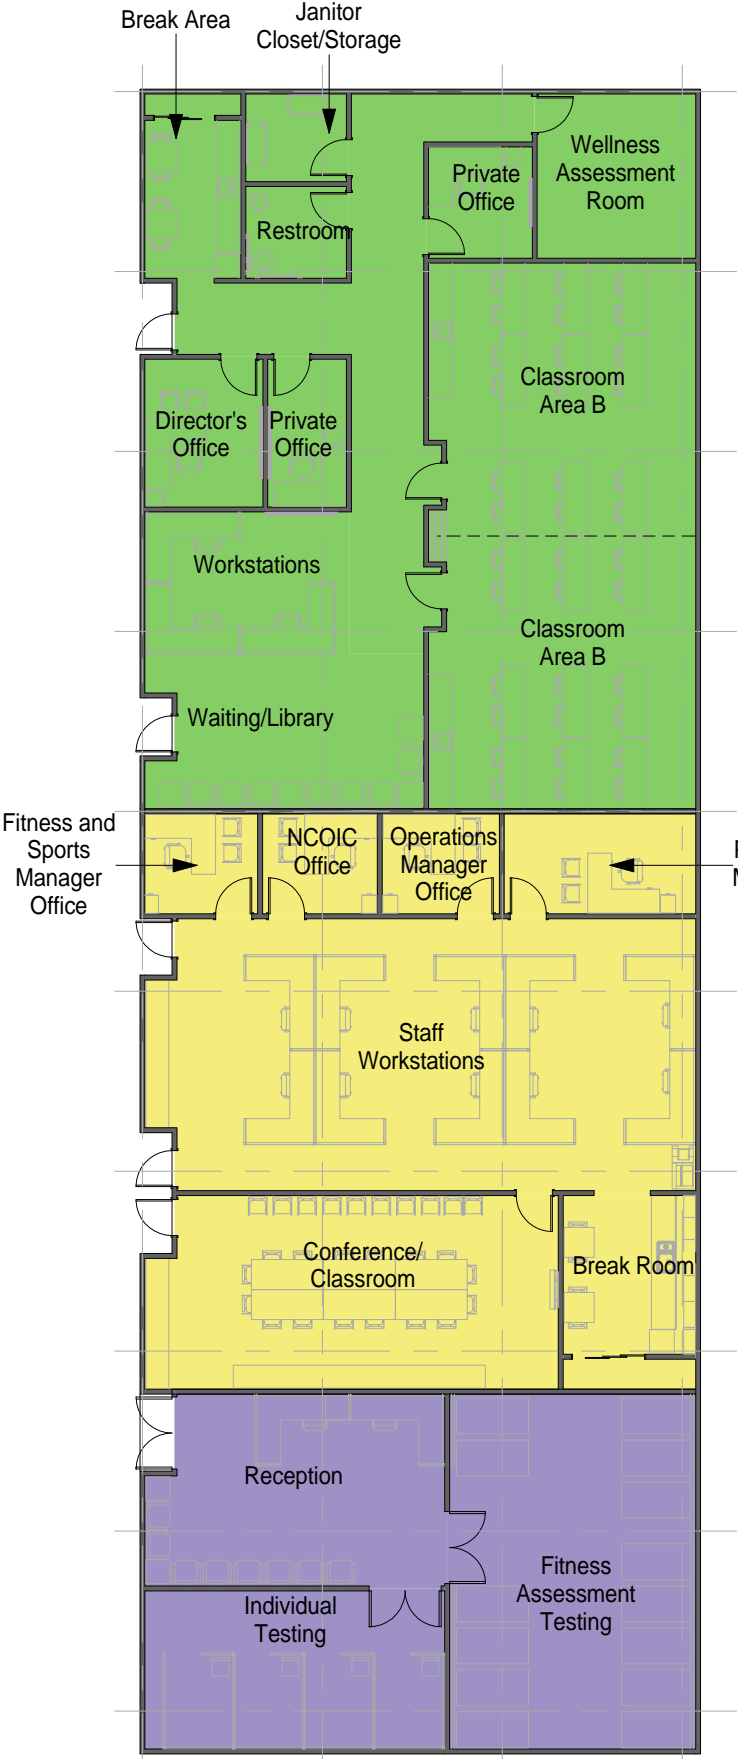 Break Area
Janitor
Closet/Storage
Wellness
Assessment
Room
Private
Office
Restroom
Classroom
Area B
Director's
Office
Private
Office
Workstations
Classroom
Area B
Waiting/Library
Fitness and
Sports
Manager
Office
NCOIC
Office
Operations
Manager
Office
Staff
Workstations
Conference/
Classroom
Break Room
Reception
Fitness
Assessment
Testing
Individual
Testing